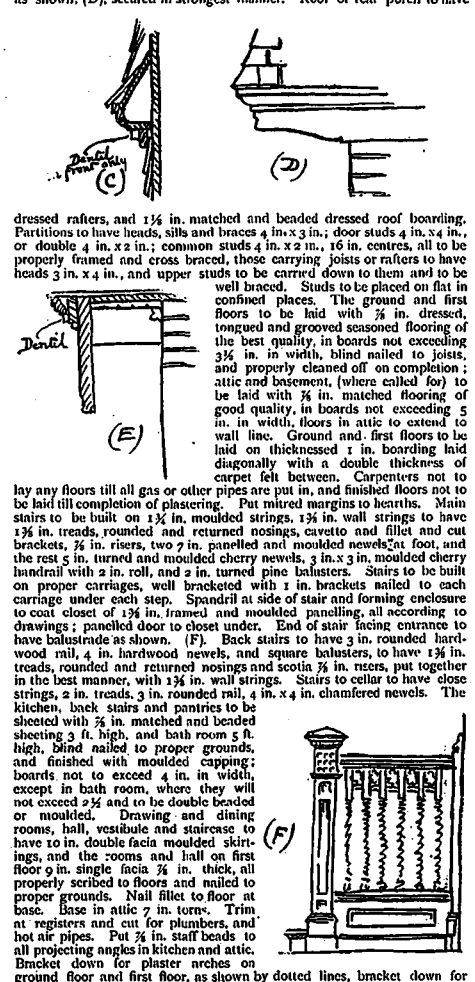 as shown, (D), secured in strongest manner. Roof of rear porch to have
Dentil
front only
(C)
(D)
dressed rafters, and 1⅛ in. matched and beaded dressed roof boarding.
Partitions to have heads, sills and braces 4 in. x 3 in.; door studs 4 in. x4 in.,
or double 4 in. x2 in.; common studs 4 in. x 2 in., 16 in. centres, all to be
properly framed and cross braced, those carrying joists or rafters to have
heads 3 in. x 4 in., and upper studs to be carried down to them and to be
well braced. Studs to be placed on flat in
confined places. The ground and first
floors to be laid with ⅞ in. dressed,
tongued and grooved seasoned flooring of
the best quality, in boards not exceeding
3½ in. in width, blind nailed to joists,
and properly cleaned off on completion;
attic and basement, (where called for) to
be laid with ⅞ in. matched flooring of
good quality, in boards not exceeding 5
in. in width, floors in attic to extend to
wall line. Ground and first floors to be
laid on thicknessed 1 in. boarding laid
diagonally with a double thickness of
carpet felt between. Carpenters not to
Dentil
(E)
lay any floors till all gas or other pipes are put in, and finished floors not to
be laid till completion of plastering. Put mitred margins to hearths. Main
stairs to be built on 1¾ in. moulded strings, 1⅜ in. wall strings to have
1⅜ in. treads, rounded and returned nosings, cavetto and fillet and cut
brackets, ⅞ in. risers, two 7 in. panelled and moulded newels at foot, and
the rest 5 in. turned and moulded cherry newels, 3 in. x 3 in. moulded cherry
handrail with 2 in. roll, and 2 in. turned pine balusters. Stairs to be built
on proper carriages, well bracketed with 1 in. brackets nailed to each
carriage under each step. Spandril at side of stair and forming enclosure
to coat closet of 1⅜ in., framed and moulded panelling, all according to
drawings; panelled door to closet under. End of stair facing entrance to
have balustrade as shown. (F). Back stairs to have 3 in. rounded hard-
wood rail, 4 in. hardwood newels, and square balusters, to have 1⅜ in.
treads, rounded and returned nosings and scotia ⅞ in. risers, put together
in the best manner, with 1⅜ in. wall strings. Stairs to cellar to have close
strings, 2 in. treads, 3 in. rounded rail, 4 in. x 4 in. chamfered newels. The
kitchen, back stairs and pantries to be
sheeted with ⅞ in. matched and beaded
sheeting 3 ft. high, and bath room 5 ft.
high, blind nailed to proper grounds,
and finished with moulded capping;
boards not to exceed 4 in. in width,
except in bath room, where they will
not exceed 2½ and to be double beaded
or moulded. Drawing and dining
rooms, hall, vestibule and staircase to
have 10 in. double facia moulded skirt-
ings, and the rooms and hall on first
floor 9 in. single facia ⅞ in. thick, all
properly scribed to floors and nailed to
proper grounds. Nail fillet to floor at
base. Base in attic 7 in. torus. Trim
at registers and cut for plumbers, and
hot air pipes. Put ⅞ in. staff beads to
all projecting angles in kitchen and attic.
Bracket down for plaster arches on
(F)
ground floor and first floor, as shown by dotted lines, bracket down for